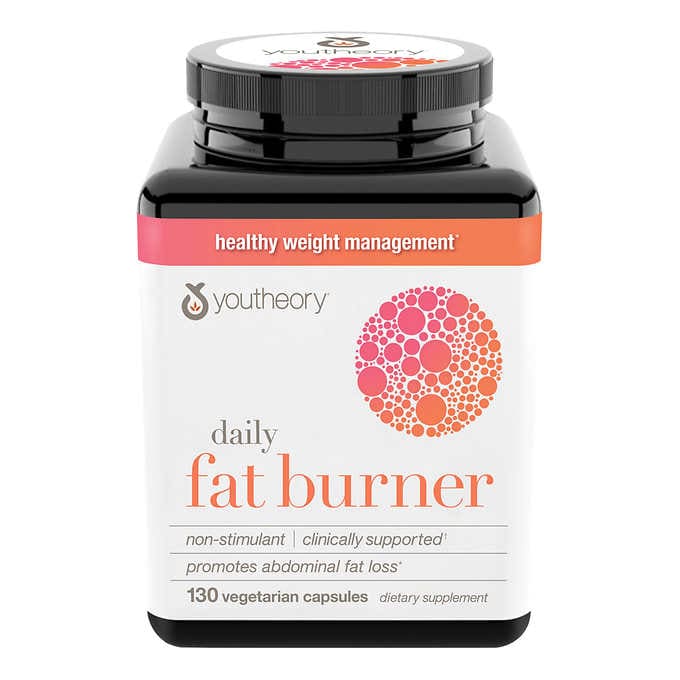 youtheory
healthy weight management*
youtheory
daily
fat burner
non-stimulant | clinically supported†
promotes abdominal fat loss*
130 vegetarian capsules dietary supplement